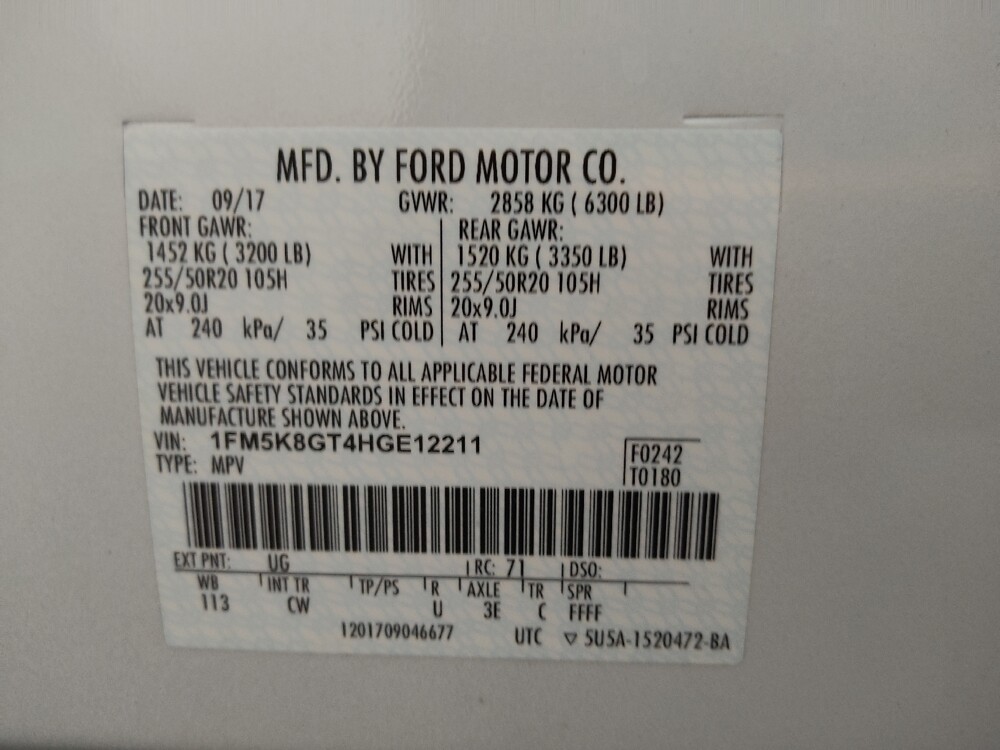 MFD. BY FORD MOTOR CO.
DATE: 09/17 GVWR: 2858 KG ( 6300 LB)
FRONT GAWR: REAR GAWR:
1452 KG ( 3200 LB) WITH 1520 KG ( 3350 LB) WITH
255/50R20 105H TIRES 255/50R20 105H TIRES
20x9.0J RIMS 20x9.0J RIMS
AT 240 kPa/ 35 PSI COLD AT 240 kPa/ 35 PSI COLD
THIS VEHICLE CONFORMS TO ALL APPLICABLE FEDERAL MOTOR
VEHICLE SAFETY STANDARDS IN EFFECT ON THE DATE OF
MANUFACTURE SHOWN ABOVE.
VIN: 1FM5K8GT4HGE12211 F0242
TYPE: MPV T0180
EXT PNT: UG RC: 71 DSO:
WB INT TR TP/PS R AXLE TR SPR
113 CW U 3E C FFFF
1201709046677 UTC ▽ 5U5A-1520472-BA